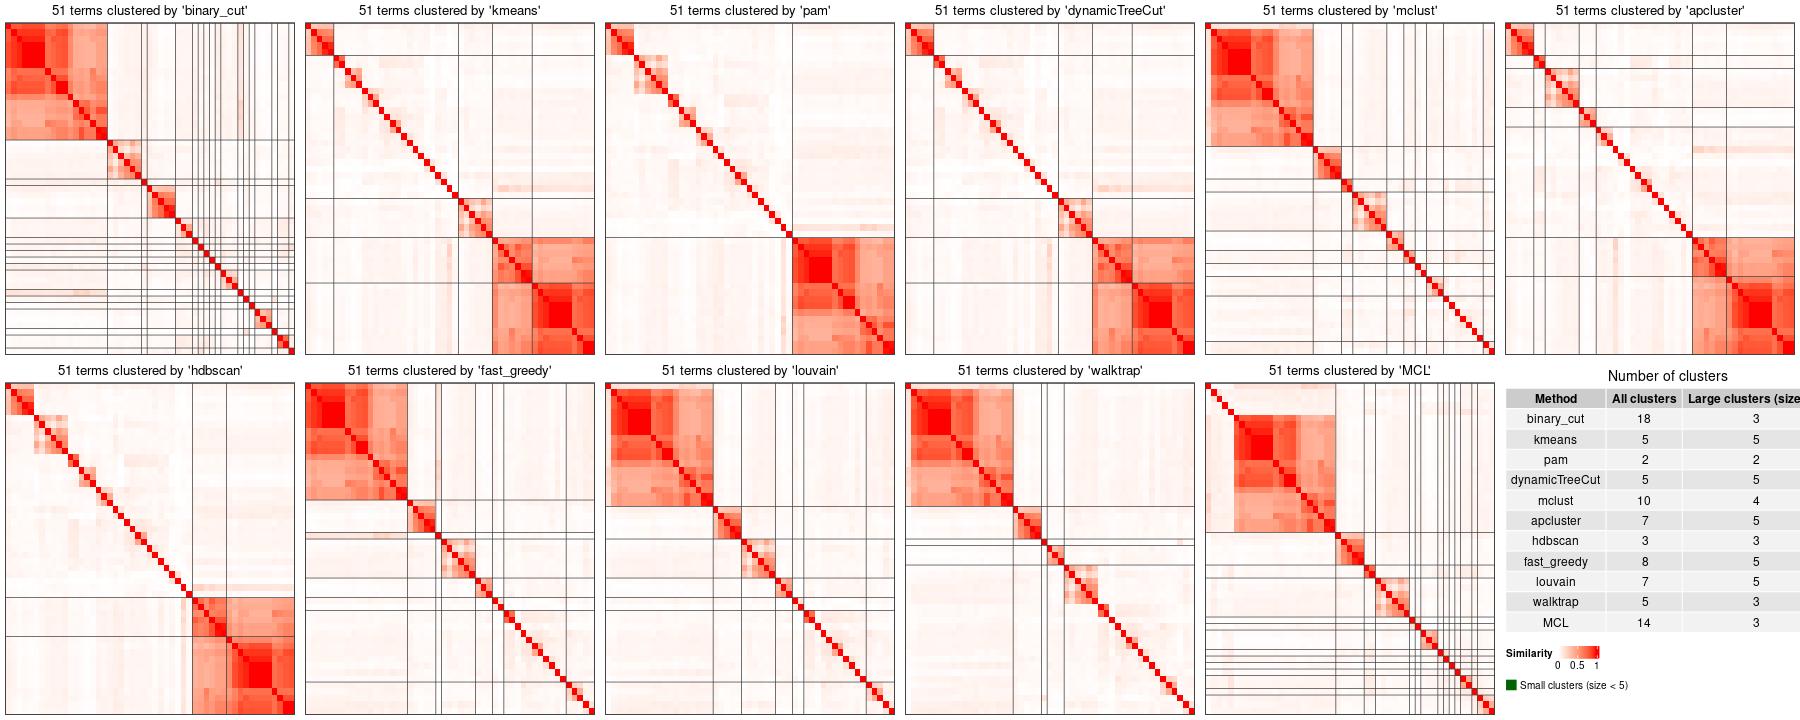 51 terms clustered by 'binary_cut'
51 terms clustered by 'kmeans'
51 terms clustered by 'pam'
51 terms clustered by 'dynamicTreeCut'
51 terms clustered by 'mclust'
51 terms clustered by 'apcluster'
51 terms clustered by 'hdbscan'
51 terms clustered by 'fast_greedy'
51 terms clustered by 'louvain'
51 terms clustered by 'walktrap'
51 terms clustered by 'MCL'
Number of clusters
Method All clusters Large clusters (size
binary_cut 18 3
kmeans 5 5
pam 2 2
dynamicTreeCut 5 5
mclust 10 4
apcluster 7 5
hdbscan 3 3
fast_greedy 8 5
louvain 7 5
walktrap 5 3
MCL 14 3
Similarity
0 0.5 1
Small clusters (size < 5)